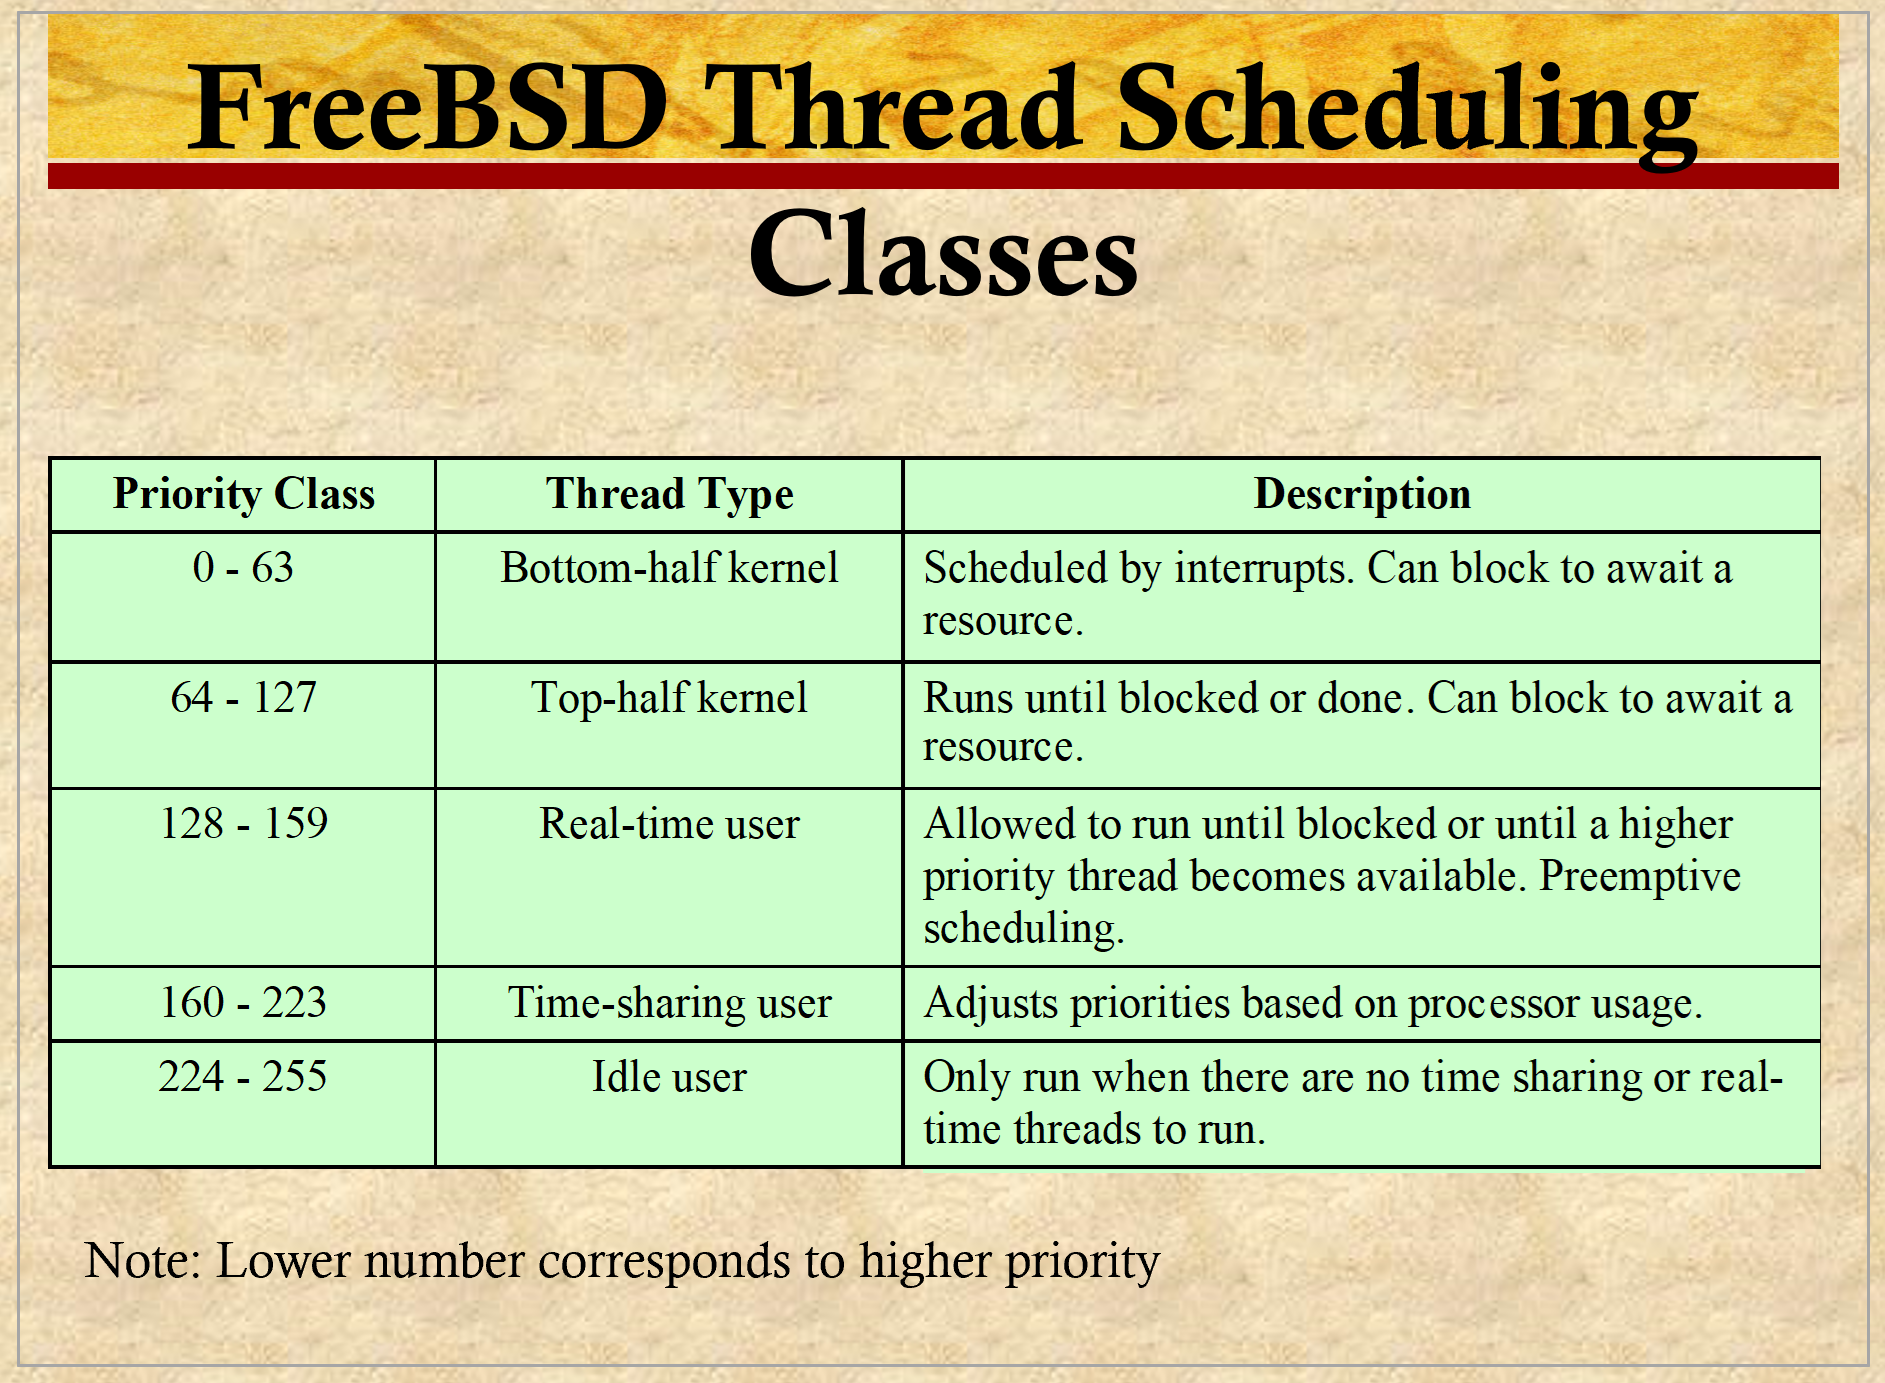 FreeBSD Thread Scheduling
Classes
Priority Class Thread Type Description
0 - 63 Bottom-half kernel Scheduled by interrupts. Can block to await a
resource.
64 - 127 Top-half kernel Runs until blocked or done. Can block to await a
resource.
128 - 159 Real-time user Allowed to run until blocked or until a higher
priority thread becomes available. Preemptive
scheduling.
160 - 223 Time-sharing user Adjusts priorities based on processor usage.
224 - 255 Idle user Only run when there are no time sharing or real-
time threads to run.
Note: Lower number corresponds to higher priority